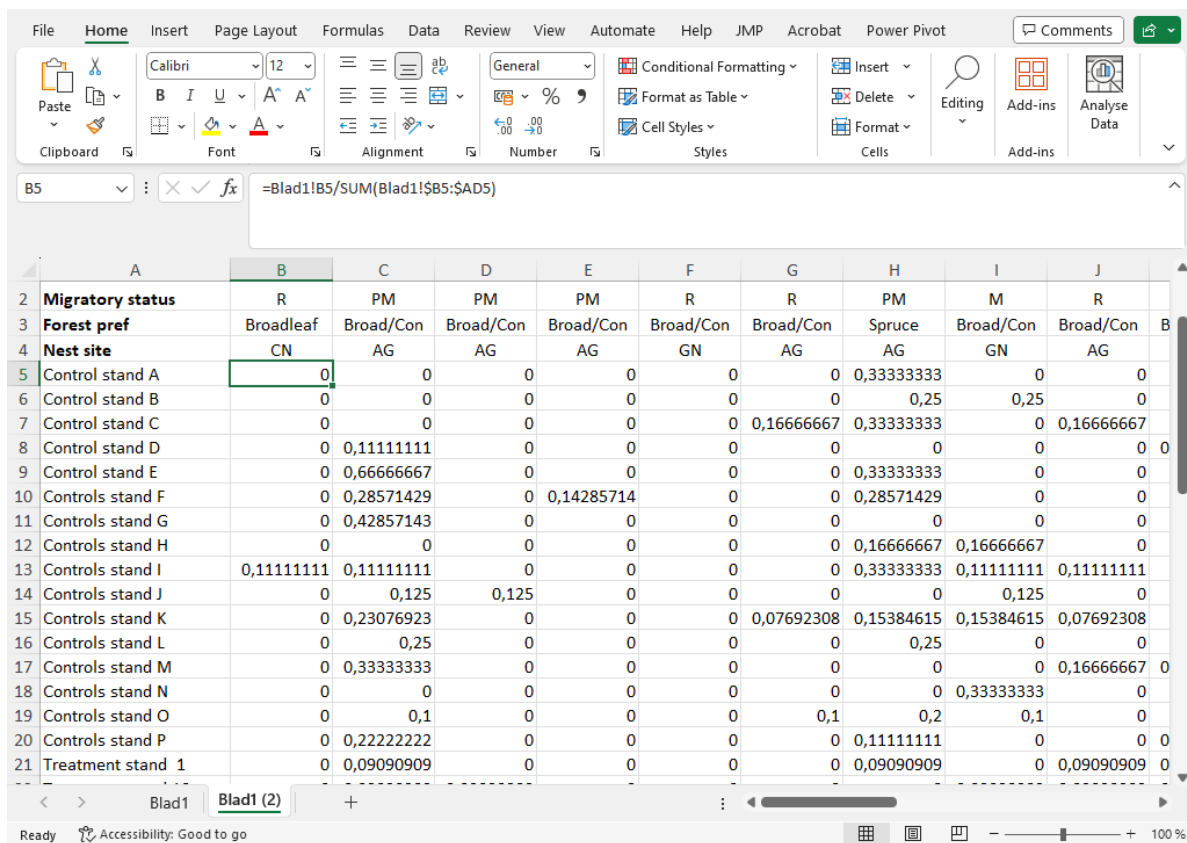 File Home Insert Page Layout Formulas Data Review View Automate Help JMP Acrobat Power Pivot Comments
Calibri 12 General Conditional Formatting Insert
Paste B I U A A % 9 Format as Table Delete Editing Add-ins Analyse Data
A Cell Styles Format
Clipboard Font Alignment Number Styles Cells Add-ins
B5 fx =Blad1!B5/SUM(Blad1!$B5:$AD5)
A B C D E F G H I J
2 Migratory status R PM PM PM R R PM M R
3 Forest pref Broadleaf Broad/Con Broad/Con Broad/Con Broad/Con Broad/Con Spruce Broad/Con Broad/Con B
4 Nest site CN AG AG AG GN AG AG GN AG
5 Control stand A 0 0 0 0 0 0 0,33333333 0 0
6 Control stand B 0 0 0 0 0 0 0,25 0,25 0
7 Control stand C 0 0 0 0 0 0,16666667 0,33333333 0 0,16666667
8 Control stand D 0 0,11111111 0 0 0 0 0 0 0 0
9 Control stand E 0 0,66666667 0 0 0 0 0,33333333 0 0
10 Controls stand F 0 0,28571429 0 0,14285714 0 0 0,28571429 0 0
11 Controls stand G 0 0,42857143 0 0 0 0 0 0 0
12 Controls stand H 0 0 0 0 0 0 0,16666667 0,16666667 0
13 Controls stand I 0,11111111 0,11111111 0 0 0 0 0,33333333 0,11111111 0,11111111
14 Controls stand J 0 0,125 0,125 0 0 0 0 0,125 0
15 Controls stand K 0 0,23076923 0 0 0 0,07692308 0,15384615 0,15384615 0,07692308
16 Controls stand L 0 0,25 0 0 0 0 0,25 0 0
17 Controls stand M 0 0,33333333 0 0 0 0 0 0 0,16666667 0
18 Controls stand N 0 0 0 0 0 0 0 0,33333333 0
19 Controls stand O 0 0,1 0 0 0 0,1 0,2 0,1 0
20 Controls stand P 0 0,22222222 0 0 0 0 0,11111111 0 0 0
21 Treatment stand 1 0 0,09090909 0 0 0 0 0,09090909 0 0,09090909 0
Blad1 Blad1 (2) +
Ready Accessibility: Good to go − + 100 %